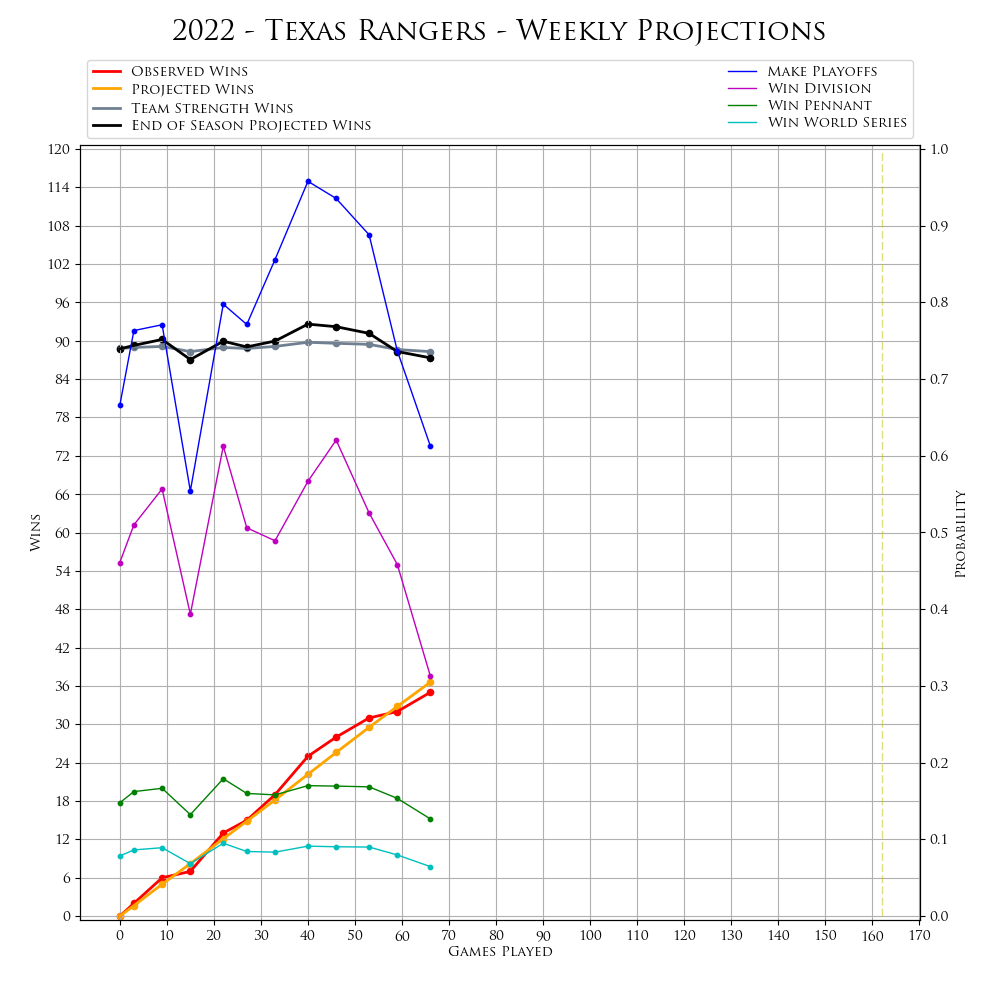 2022 - Texas Rangers - Weekly Projections
Observed Wins
Projected Wins
Team Strength Wins
End of Season Projected Wins
Make Playoffs
Win Division
Win Pennant
Win World Series
120
114
108
102
96
90
84
78
72
66
60
54
48
42
36
30
24
18
12
6
0
Wins
1.0
0.9
0.8
0.7
0.6
0.5
0.4
0.3
0.2
0.1
0.0
Probability
0 10 20 30 40 50 60 70 80 90 100 110 120 130 140 150 160 170
Games Played